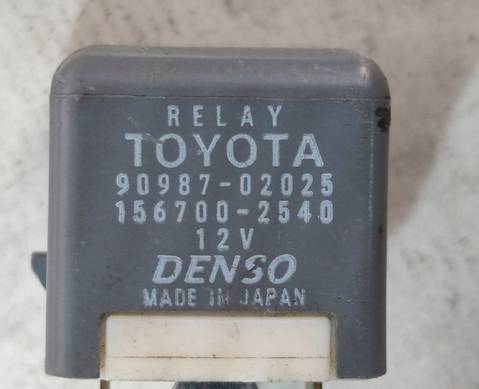 RELAY
TOYOTA
90987-02025
156700-2540
12V
DENSO
MADE IN JAPAN